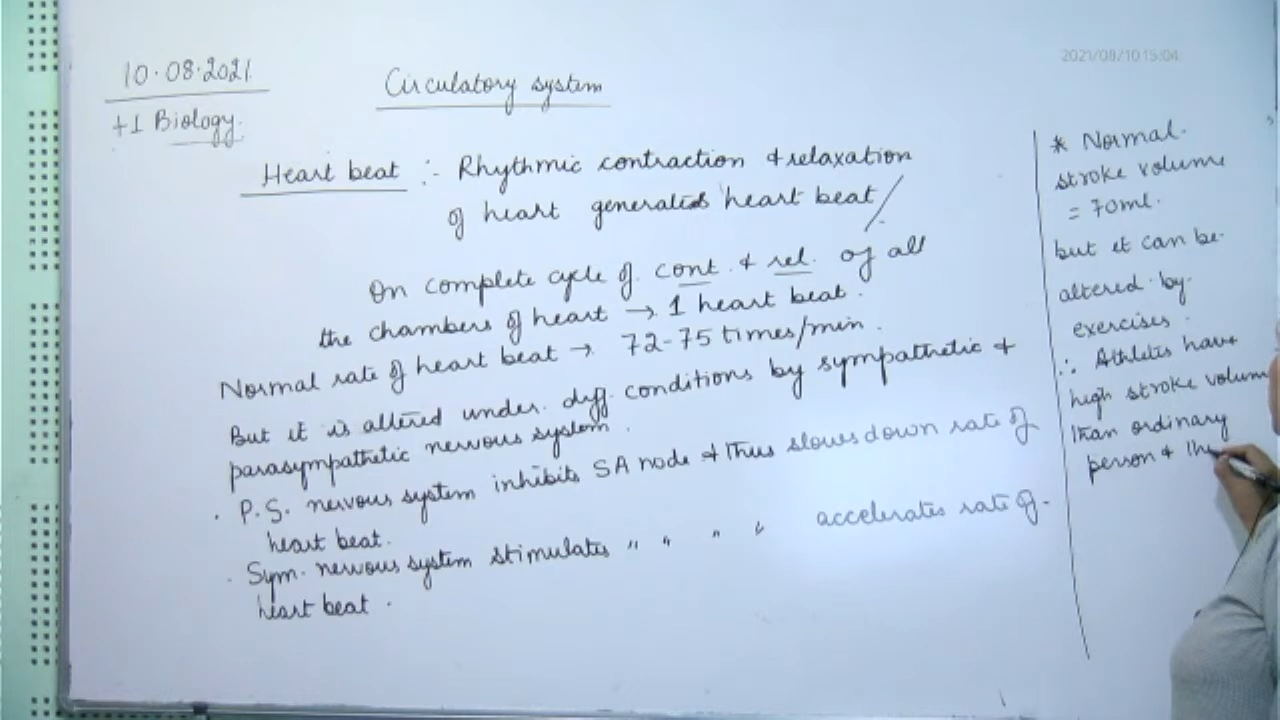 2021/08/10 15:04
10.08.2021.
+1 Biology.
Circulatory system
Heart beat :- Rhythmic contraction & relaxation
of heart generates heart beat/.
On complete cycle of cont. & rel. of all
the chambers of heart → 1 heart beat.
Normal rate of heart beat → 72-75 times/min.
But it is altered under diff. conditions by sympathetic &
parasympathetic nervous system.
· P.S. nervous system inhibits SA node & thus slows down rate of
heart beat.
· Sym. nervous system stimulates " " " " accelerates rate of
heart beat.
* Normal
stroke volume
= 70ml.
but it can be
altered by
exercises.
∴ Athletes have
high stroke volume
than ordinary
person &